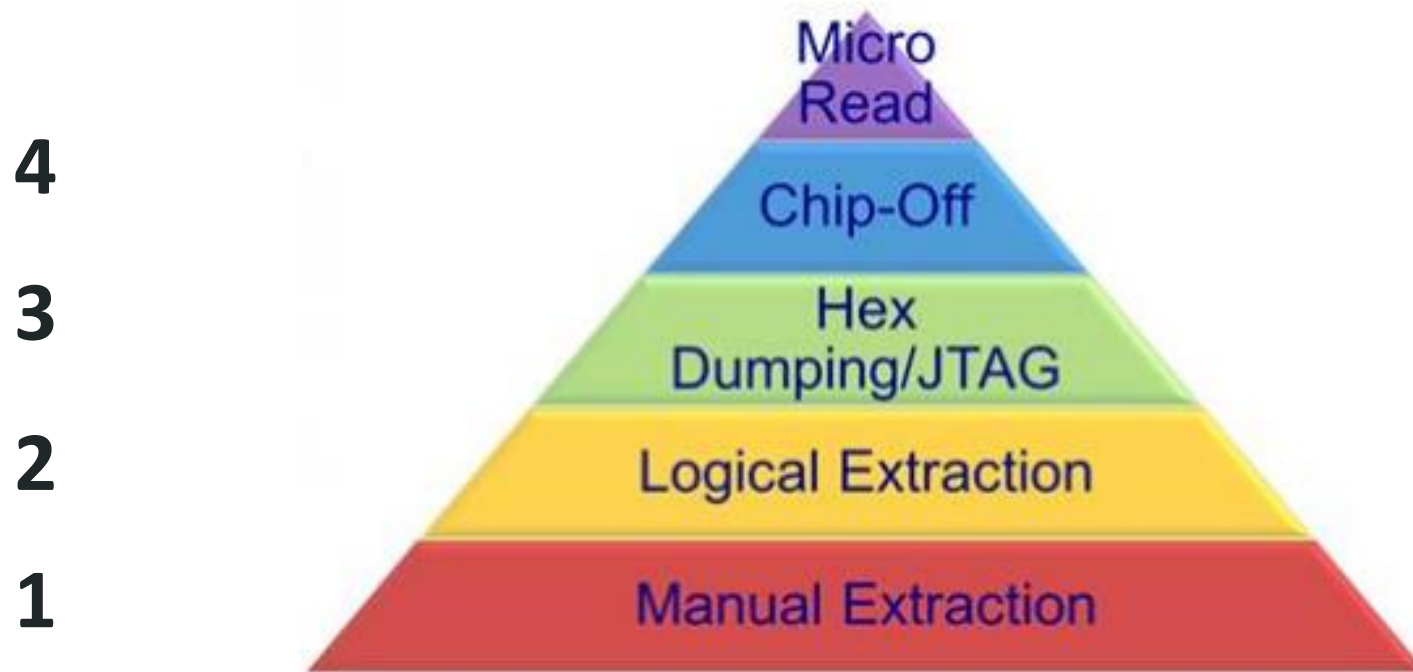 Micro
Read
4
Chip-Off
3
Hex
Dumping/JTAG
2
Logical Extraction
1
Manual Extraction